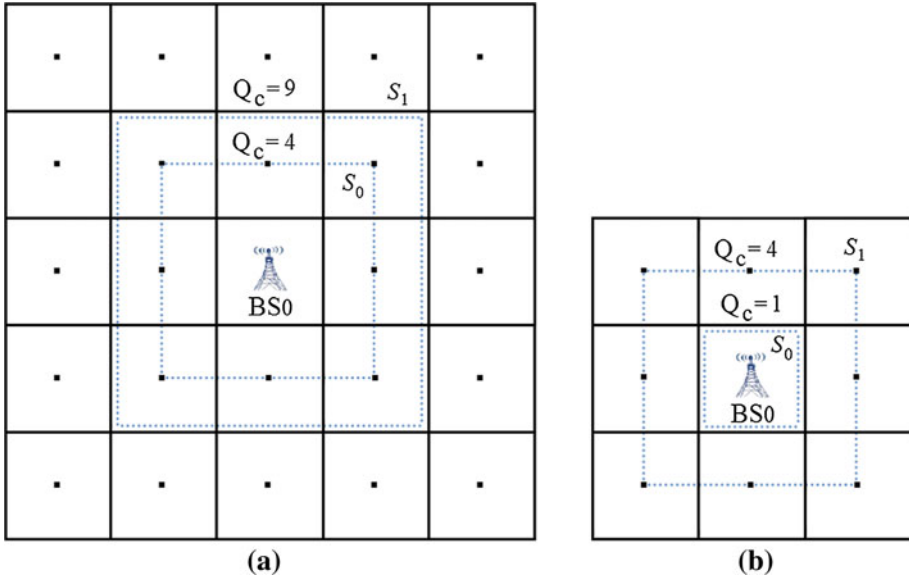 Q_c = 9
S_1
Q_c = 4
S_0
BS0
(a)
Q_c = 4
S_1
Q_c = 1
S_0
BS0
(b)